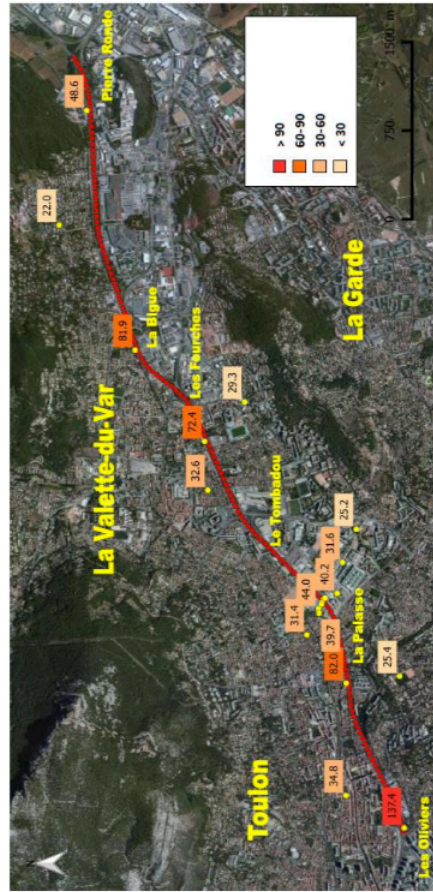 Pierre Ronde
48.6
22.0
La Valette-du-Var
81.9
La Bigue
Les Fourches
72.4
32.6
29.3
La Garde
Le Tombadou
Toulon
31.4
44.0
40.2
31.6
25.2
39.7
82.0
La Palasse
25.4
34.8
137.4
Les Oliviers
> 90
60-90
30-60
< 30
0
750
1500 m